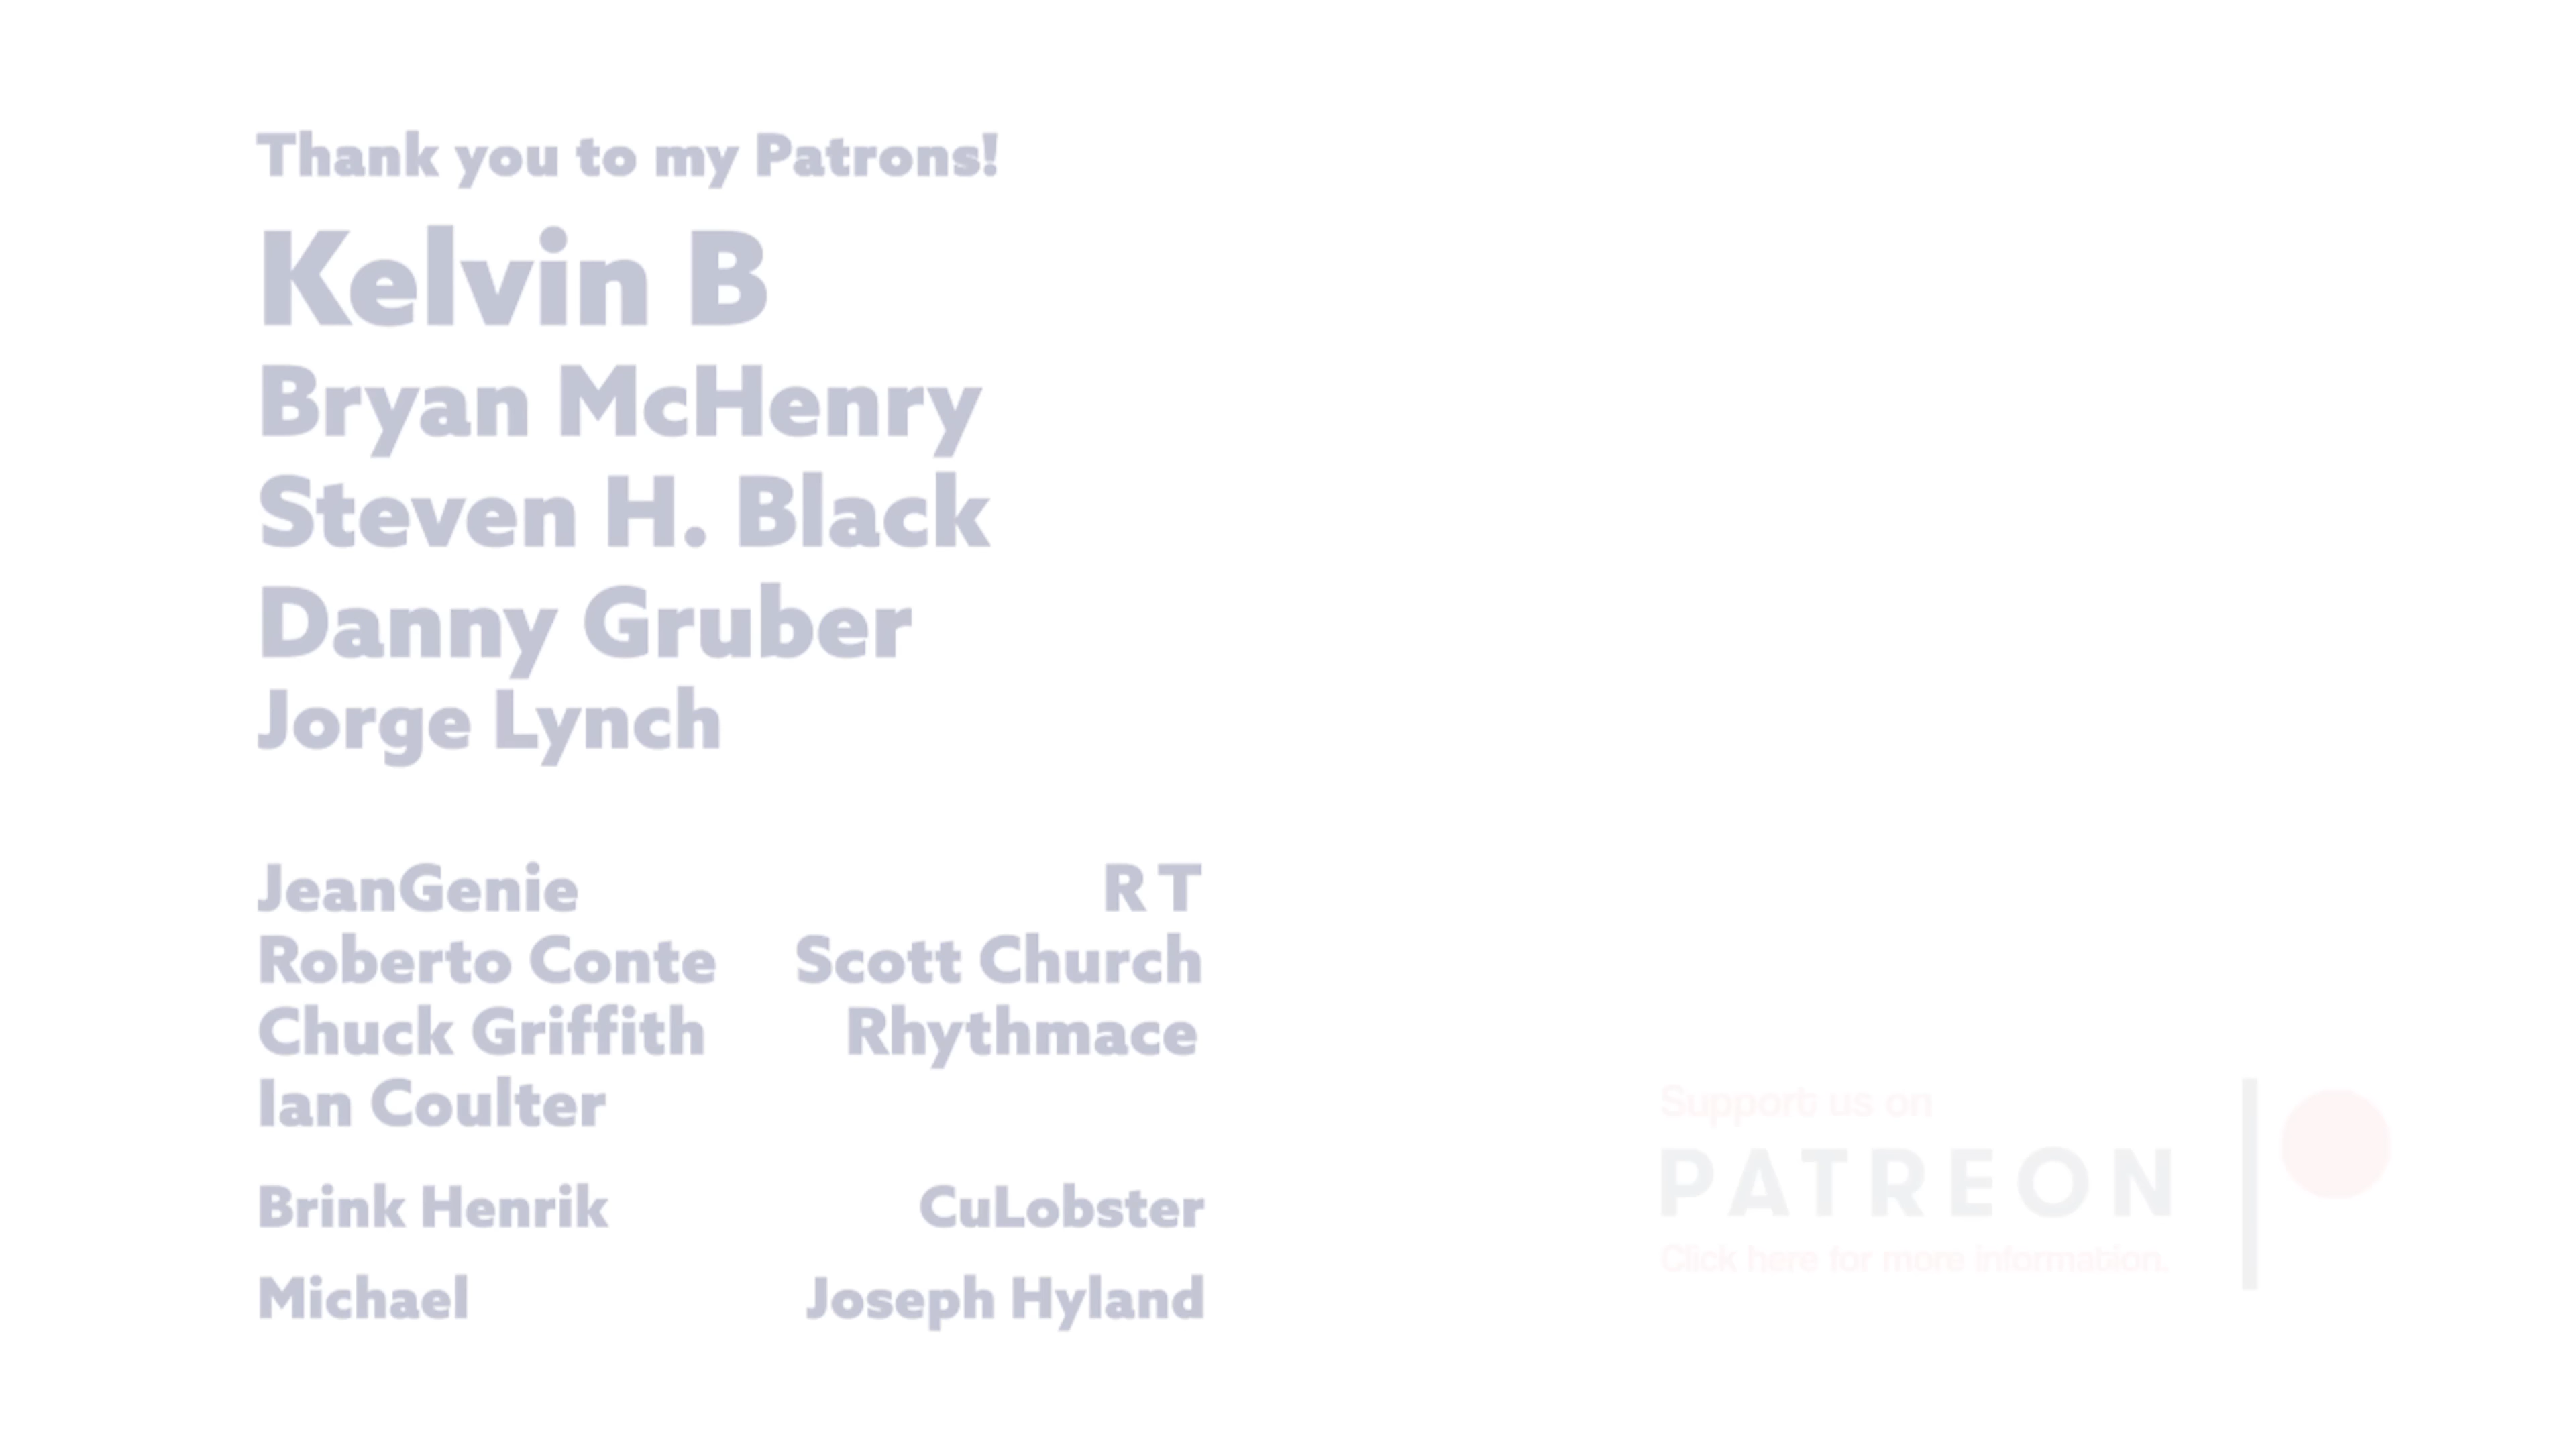 Thank you to my Patrons!
Kelvin B
Bryan McHenry
Steven H. Black
Danny Gruber
Jorge Lynch
JeanGenie
R T
Roberto Conte
Scott Church
Chuck Griffith
Rhythmace
Ian Coulter
Brink Henrik
CuLobster
Michael
Joseph Hyland
Support us on
PATREON
Click here for more information.